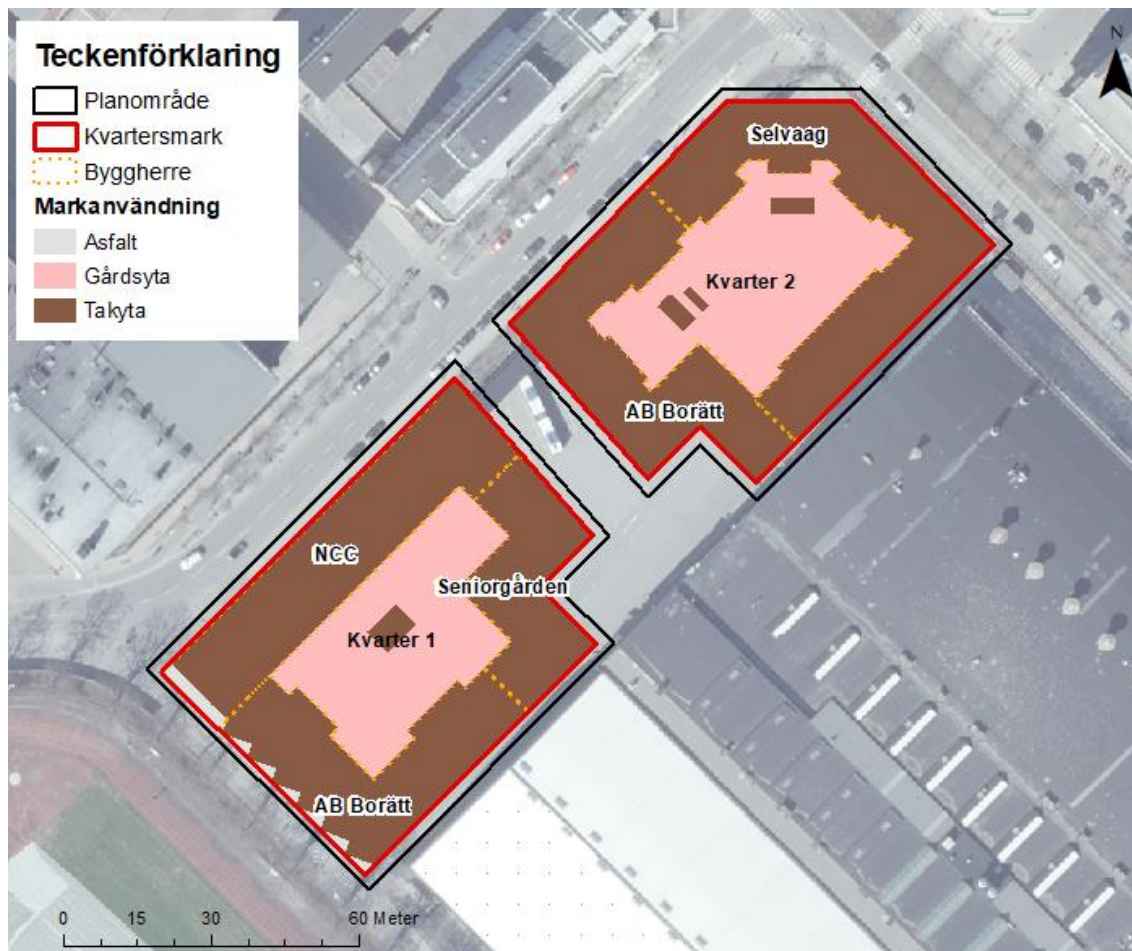 Teckenförklaring
Planområde
Kvartersmark
Byggherre
Markanvändning
Asfalt
Gårdsyta
Takyta
N
Selvaag
Kvarter 2
AB Borätt
NCC
Seniorgården
Kvarter 1
AB Borätt
0 15 30 60 Meter